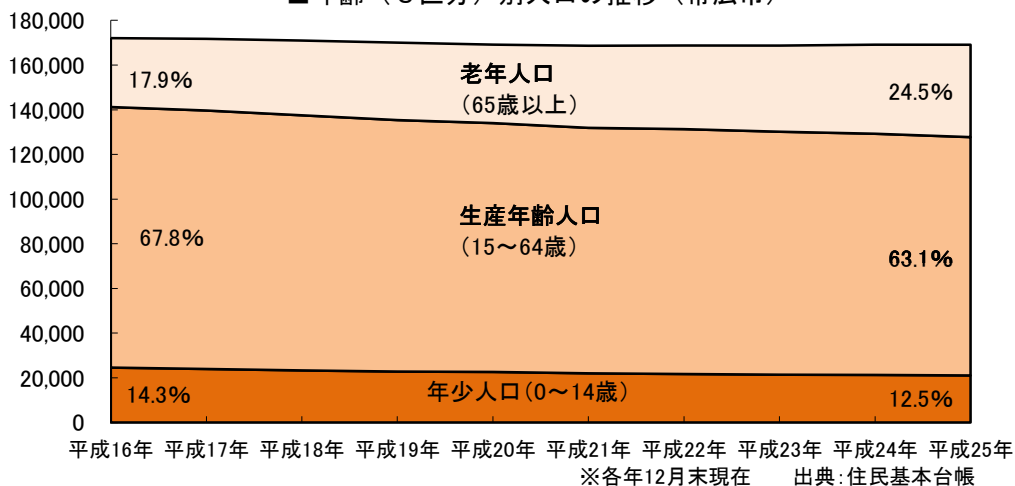 180,000
160,000
140,000
120,000
100,000
80,000
60,000
40,000
20,000
0
17.9%
老年人口
(65歳以上)
24.5%
67.8%
生産年齢人口
(15～64歳)
63.1%
14.3%
年少人口(0～14歳)
12.5%
平成16年 平成17年 平成18年 平成19年 平成20年 平成21年 平成22年 平成23年 平成24年 平成25年
※各年12月末現在 出典：住民基本台帳